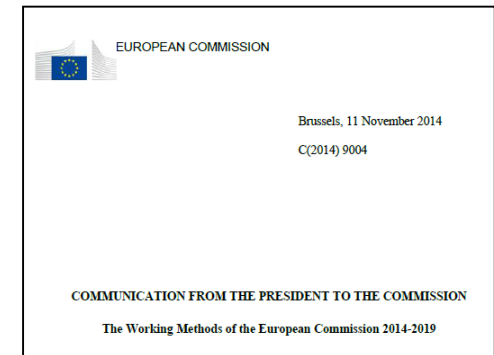 EUROPEAN COMMISSION
Brussels, 11 November 2014
C(2014) 9004
COMMUNICATION FROM THE PRESIDENT TO THE COMMISSION
The Working Methods of the European Commission 2014-2019